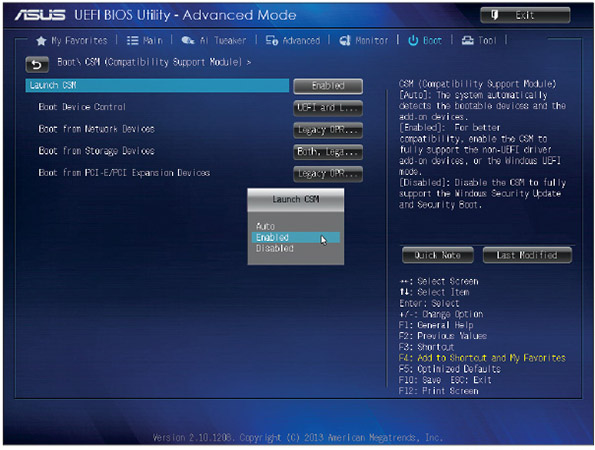 ASUS UEFI BIOS Utility - Advanced Mode
Exit
My Favorites | Main | Ai Tweaker | Advanced | Monitor | Boot | Tool
Boot\ CSM (Compatibility Support Module) >
Launch CSM Enabled
Boot Device Control UEFI and L...
Boot from Network Devices Legacy OPR...
Boot from Storage Devices Both, Lega...
Boot from PCI-E/PCI Expansion Devices Legacy OPR...
Launch CSM
Auto
Enabled
Disabled
CSM (Compatibility Support Module)
[Auto]: The system automatically
detects the bootable devices and the
add-on devices.
[Enabled]: For better
compatibility, enable the CSM to
fully support the non-UEFI driver
add-on devices, or the Windows UEFI
mode.
[Disabled]: Disable the CSM to fully
support the Windows Security Update
and Security Boot.
Quick Note
Last Modified
→←: Select Screen
↑↓: Select Item
Enter: Select
+/-: Change Option
F1: General Help
F2: Previous Values
F3: Shortcut
F4: Add to Shortcut and My Favorites
F5: Optimized Defaults
F10: Save ESC: Exit
F12: Print Screen
Version 2.10.1208. Copyright (C) 2013 American Megatrends, Inc.